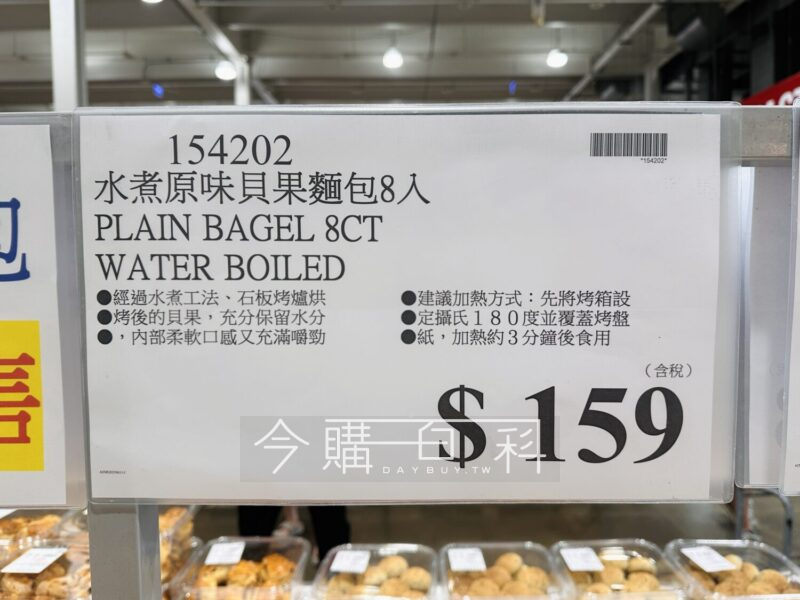 154202
*154202*
水煮原味貝果麵包8入
PLAIN BAGEL 8CT
WATER BOILED
●經過水煮工法、石板烤爐烘
●烤後的貝果，充分保留水分
●，內部柔軟口感又充滿嚼勁
●建議加熱方式：先將烤箱設
●定攝氏１８０度並覆蓋烤盤
●紙，加熱約３分鐘後食用
（含稅）
$ 159
今購百科
DAYBUY.TW
包
售